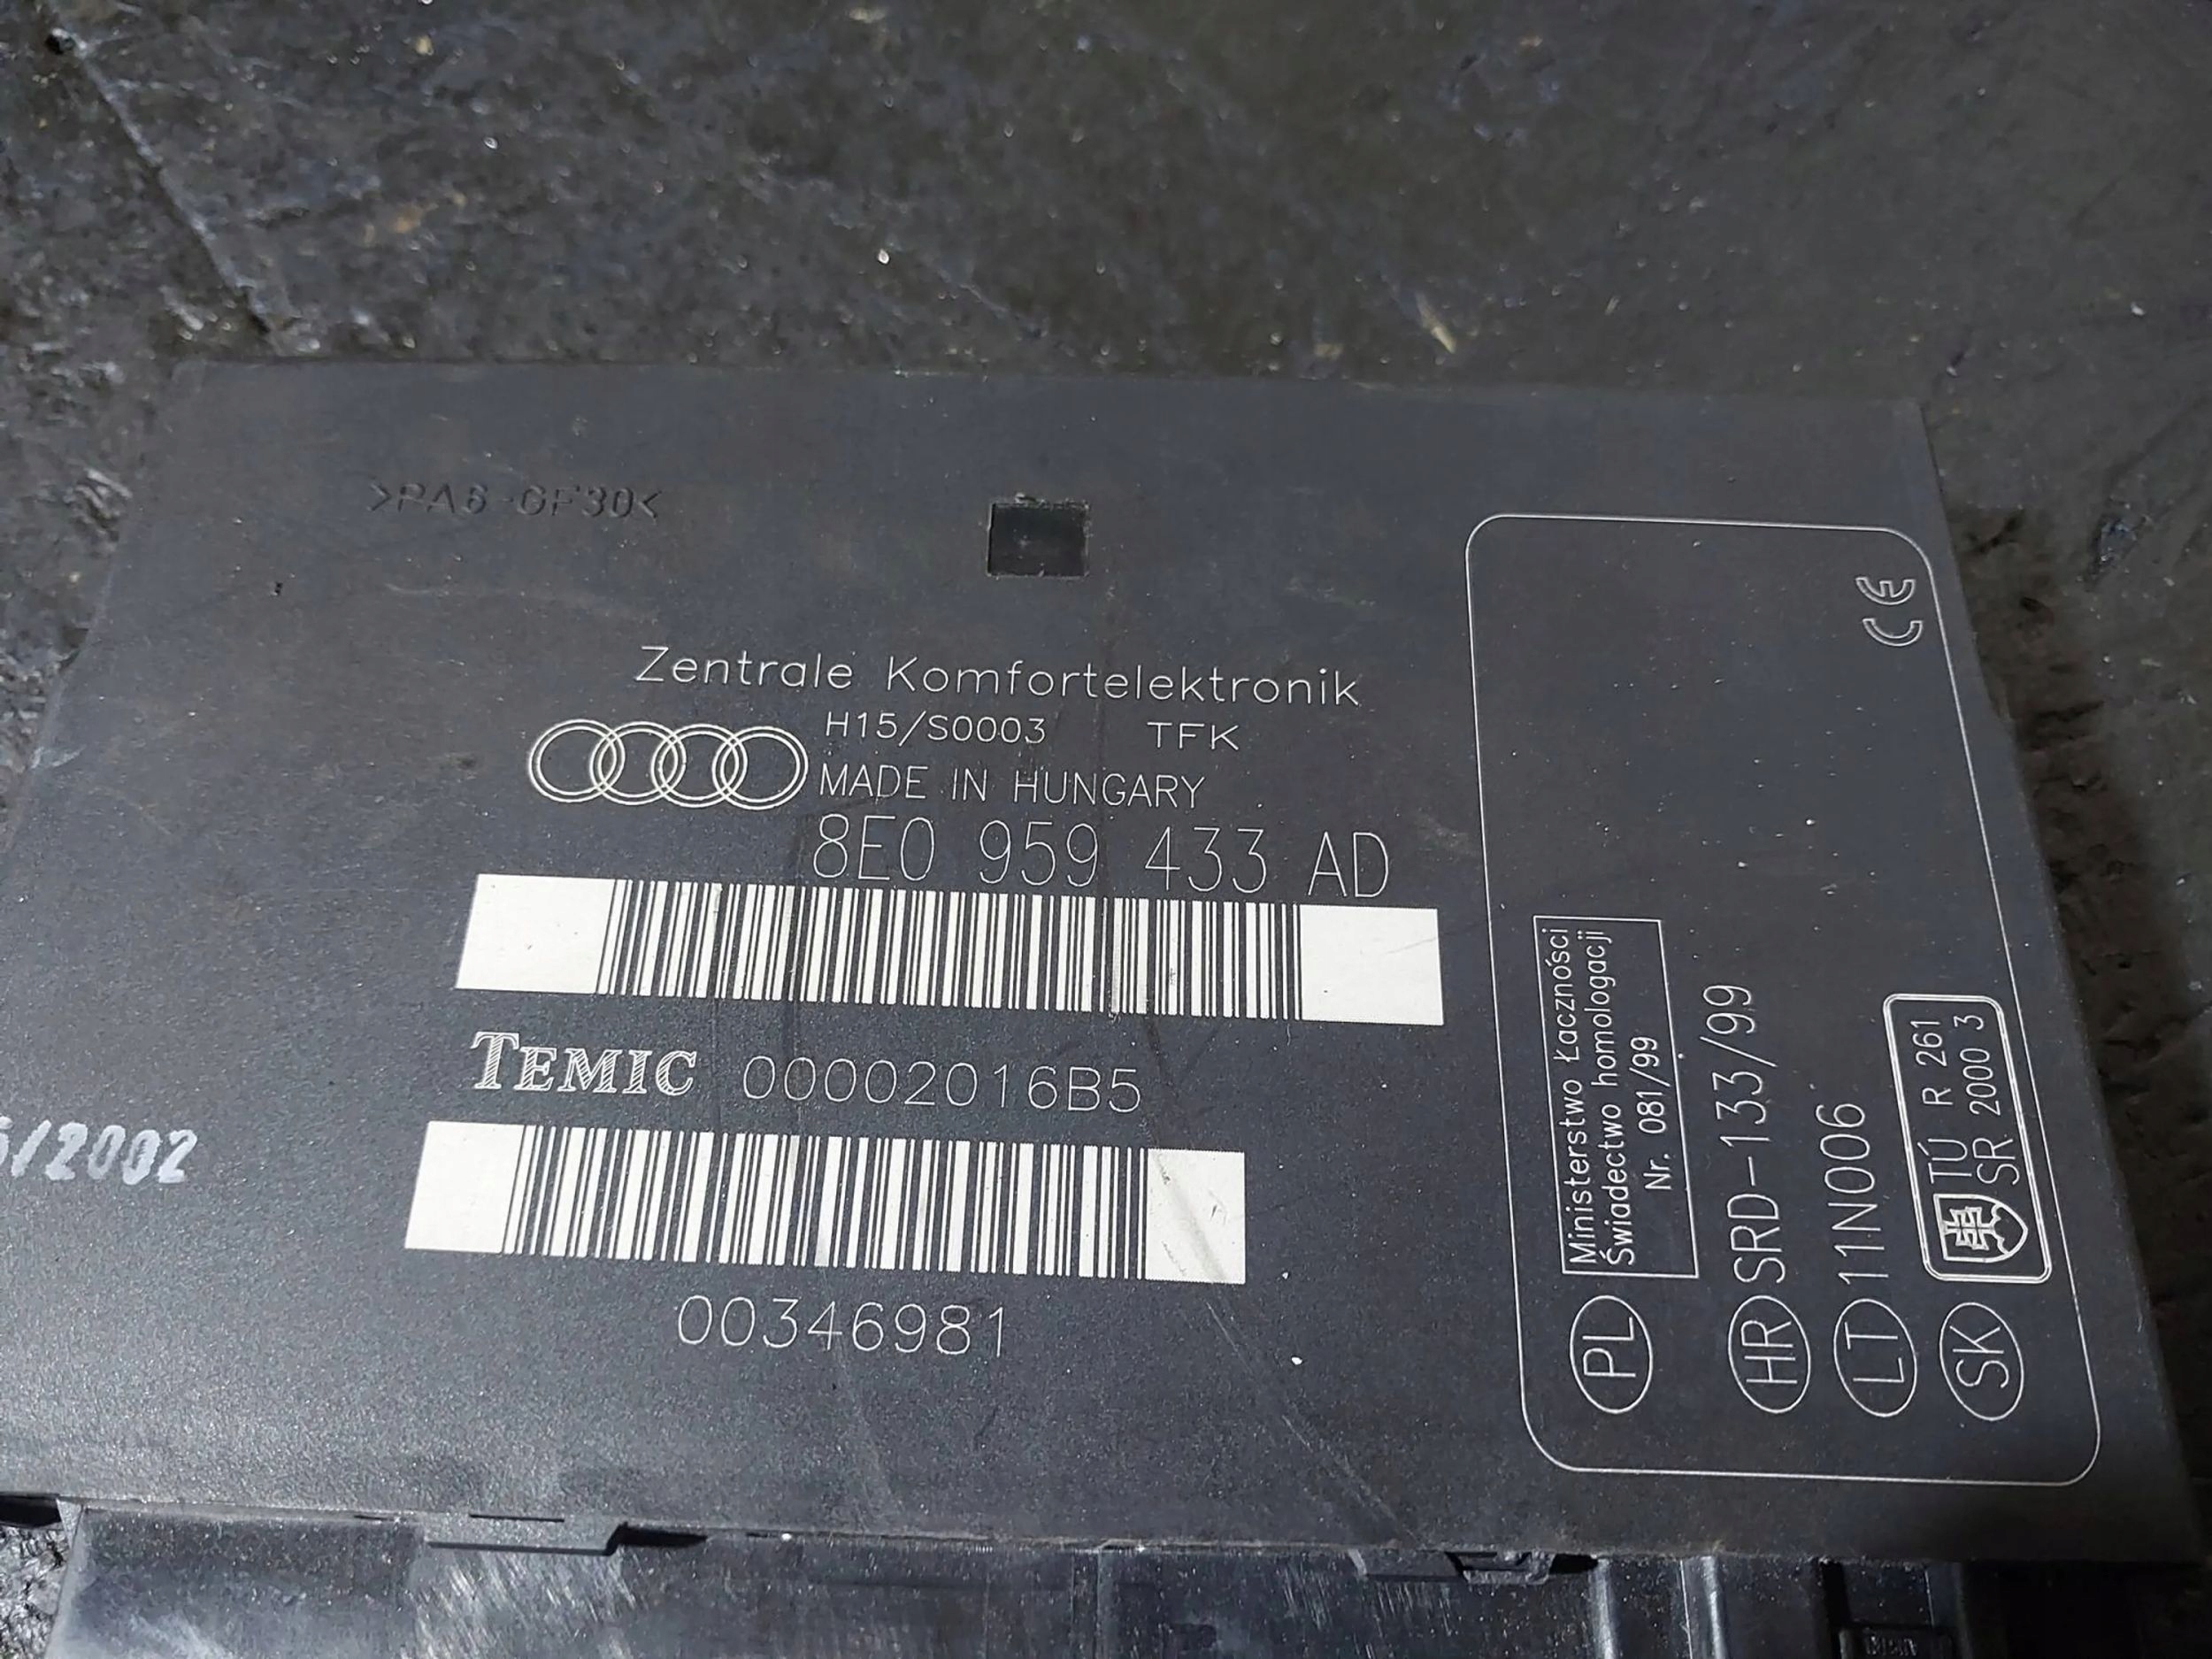 >PA6-GF30<
Zentrale Komfortelektronik
H15/S0003 TFK
MADE IN HUNGARY
8E0 959 433 AD
TEMIC 00002016B5
00346981
/2002
CE
PL
Ministerstwo Łączności
Świadectwo homologacji
Nr. 081/99
HR SRD-133/99
LT 11N006
SK
TÚ R 261
SR 2000 3